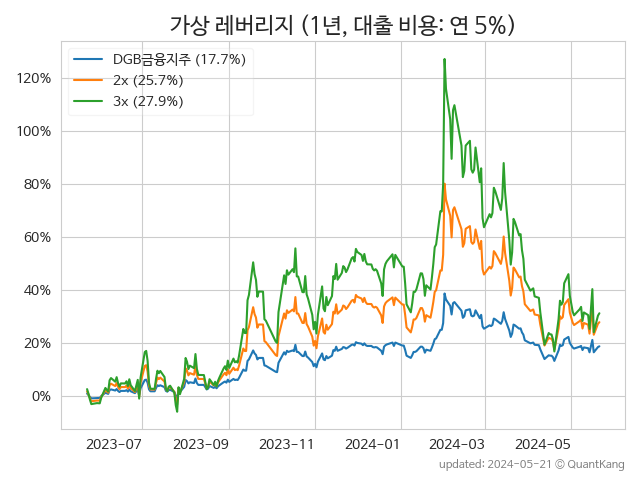 가상 레버리지 (1년, 대출 비용: 연 5%)
DGB금융지주 (17.7%)
2x (25.7%)
3x (27.9%)
120%
100%
80%
60%
40%
20%
0%
2023-07
2023-09
2023-11
2024-01
2024-03
2024-05
updated: 2024-05-21 © QuantKang